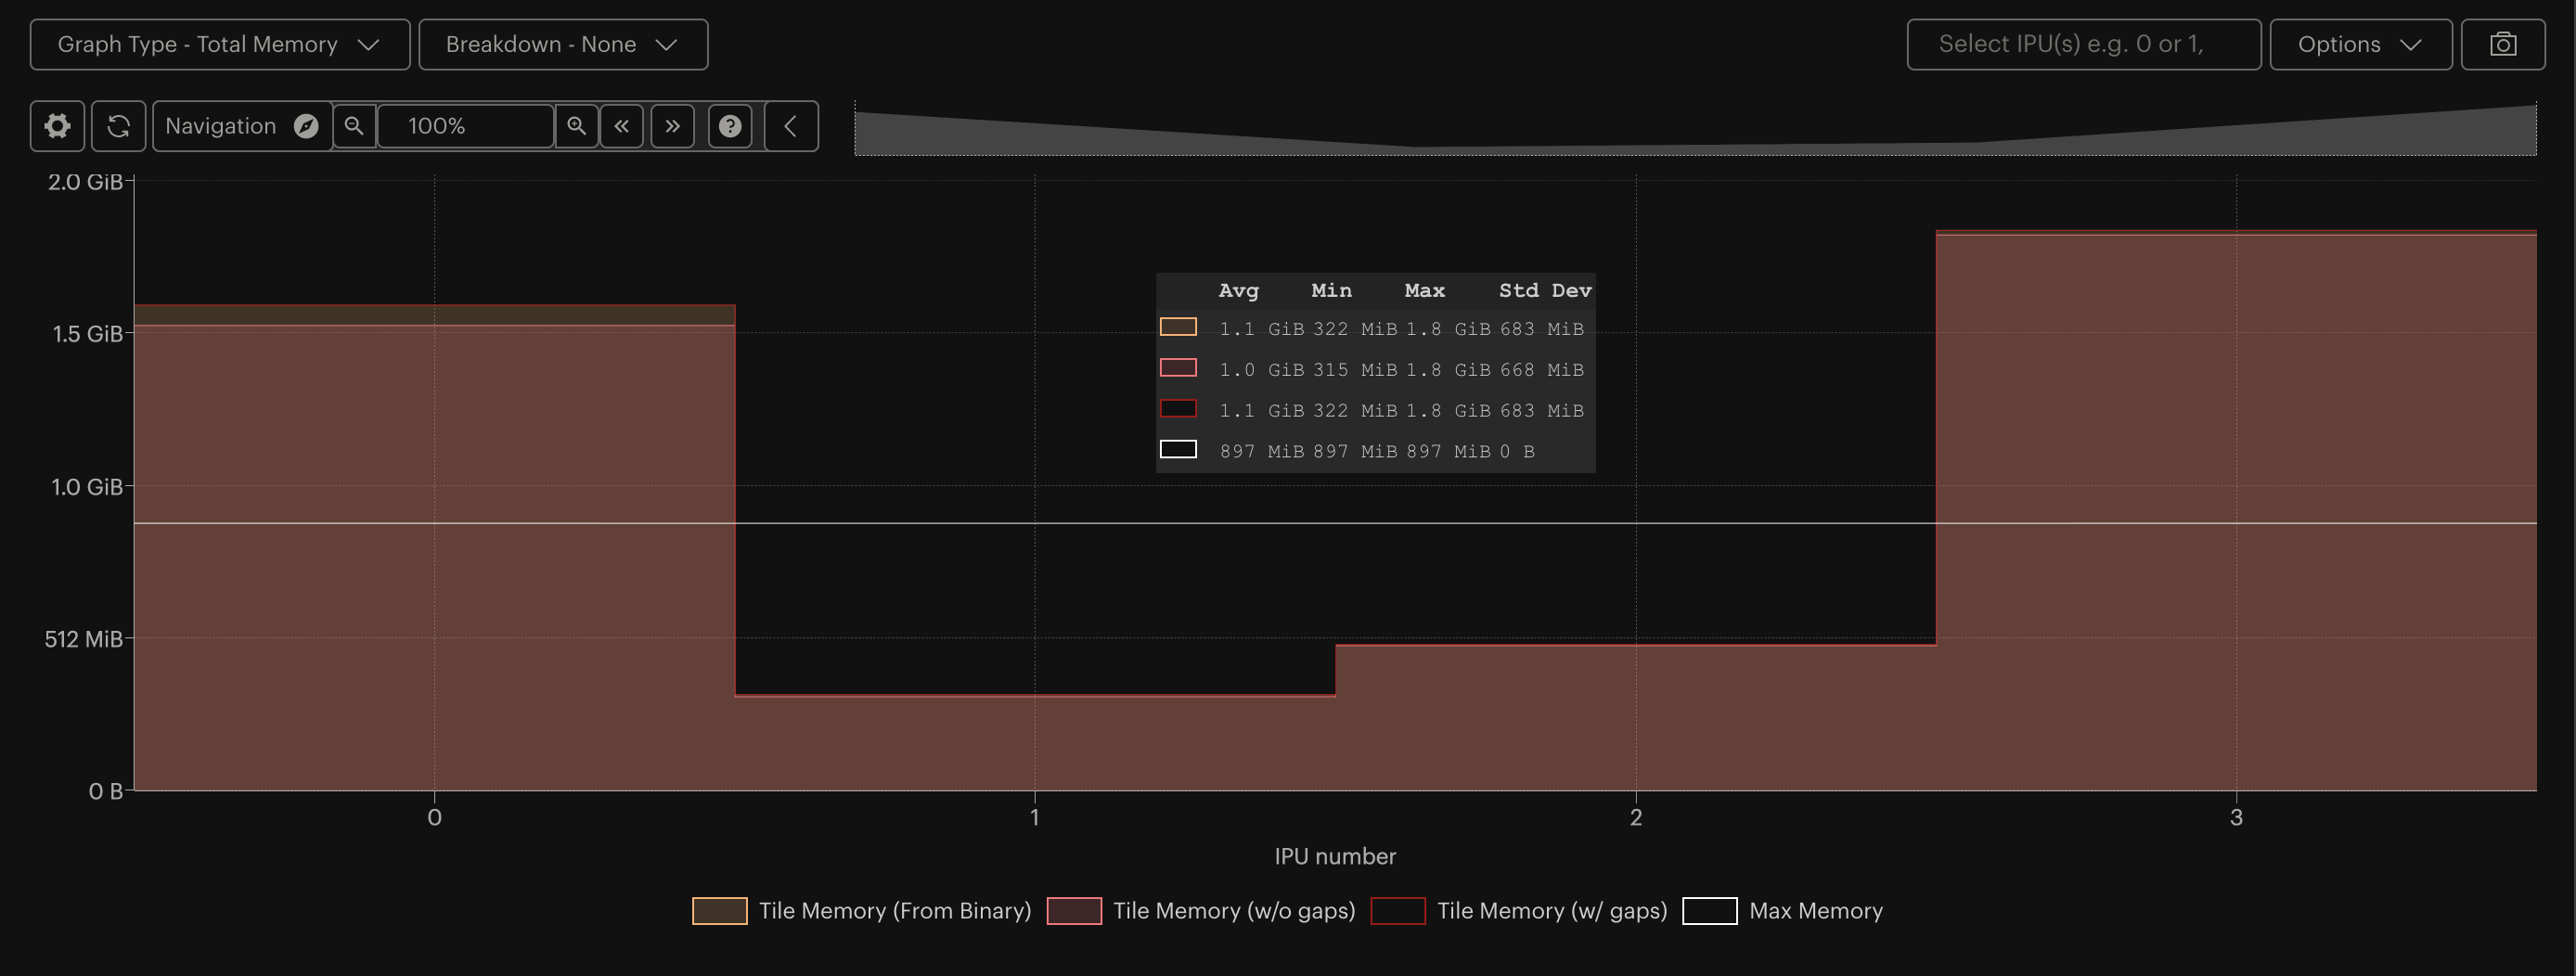 Graph Type - Total Memory Breakdown - None Select IPU(s) e.g. 0 or 1, Options
Navigation 100% ?
2.0 GiB
1.5 GiB
1.0 GiB
512 MiB
0 B
Avg Min Max Std Dev
1.1 GiB 322 MiB 1.8 GiB 683 MiB
1.0 GiB 315 MiB 1.8 GiB 668 MiB
1.1 GiB 322 MiB 1.8 GiB 683 MiB
897 MiB 897 MiB 897 MiB 0 B
0 1 2 3
IPU number
Tile Memory (From Binary) Tile Memory (w/o gaps) Tile Memory (w/ gaps) Max Memory